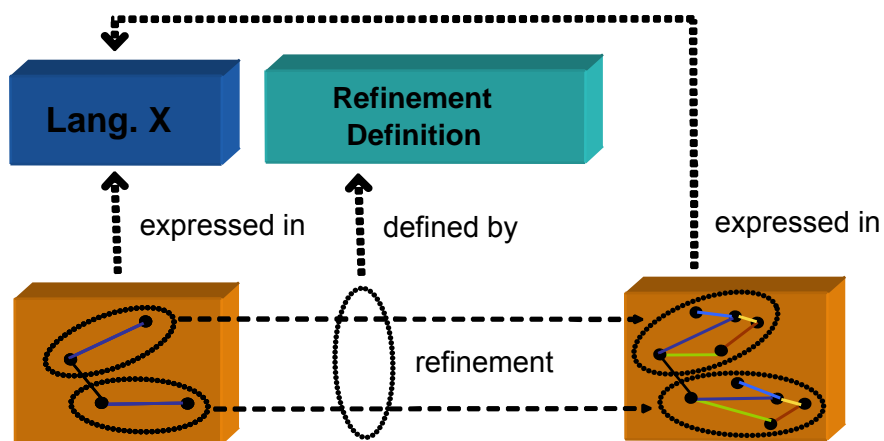 Lang. X
Refinement
Definition
expressed in
defined by
expressed in
refinement